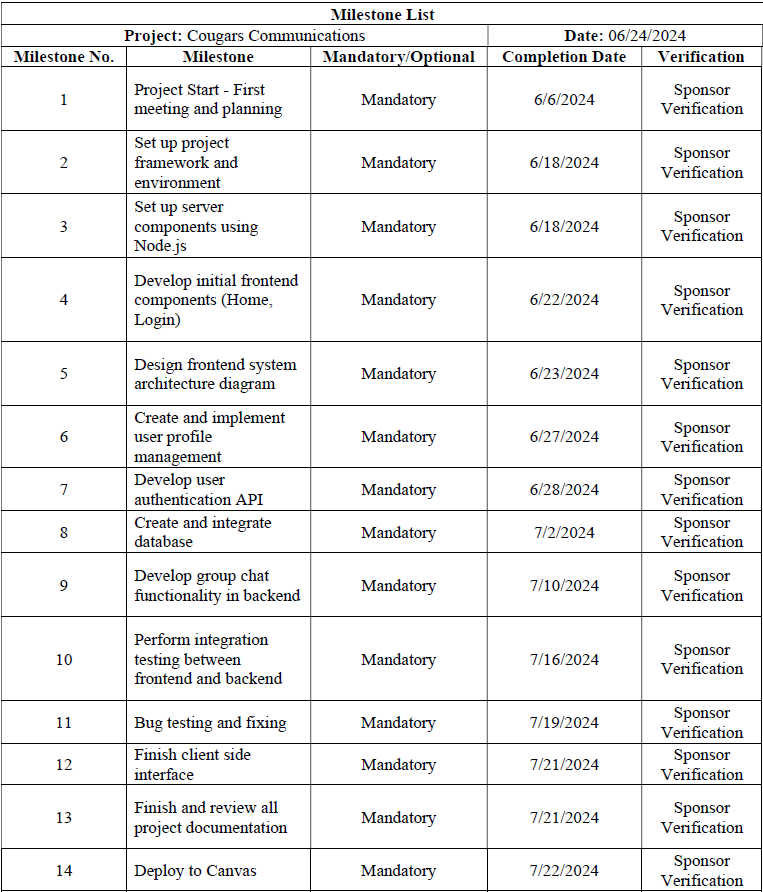 Milestone List
Project: Cougars Communications Date: 06/24/2024
Milestone No. Milestone Mandatory/Optional Completion Date Verification
1 Project Start - First meeting and planning Mandatory 6/6/2024 Sponsor Verification
2 Set up project framework and environment Mandatory 6/18/2024 Sponsor Verification
3 Set up server components using Node.js Mandatory 6/18/2024 Sponsor Verification
4 Develop initial frontend components (Home, Login) Mandatory 6/22/2024 Sponsor Verification
5 Design frontend system architecture diagram Mandatory 6/23/2024 Sponsor Verification
6 Create and implement user profile management Mandatory 6/27/2024 Sponsor Verification
7 Develop user authentication API Mandatory 6/28/2024 Sponsor Verification
8 Create and integrate database Mandatory 7/2/2024 Sponsor Verification
9 Develop group chat functionality in backend Mandatory 7/10/2024 Sponsor Verification
10 Perform integration testing between frontend and backend Mandatory 7/16/2024 Sponsor Verification
11 Bug testing and fixing Mandatory 7/19/2024 Sponsor Verification
12 Finish client side interface Mandatory 7/21/2024 Sponsor Verification
13 Finish and review all project documentation Mandatory 7/21/2024 Sponsor Verification
14 Deploy to Canvas Mandatory 7/22/2024 Sponsor Verification